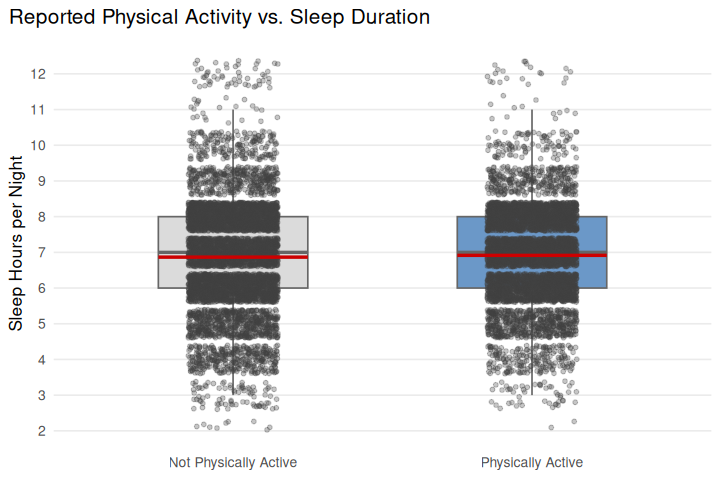 Reported Physical Activity vs. Sleep Duration
Sleep Hours per Night
12
11
10
9
8
7
6
5
4
3
2
Not Physically Active
Physically Active